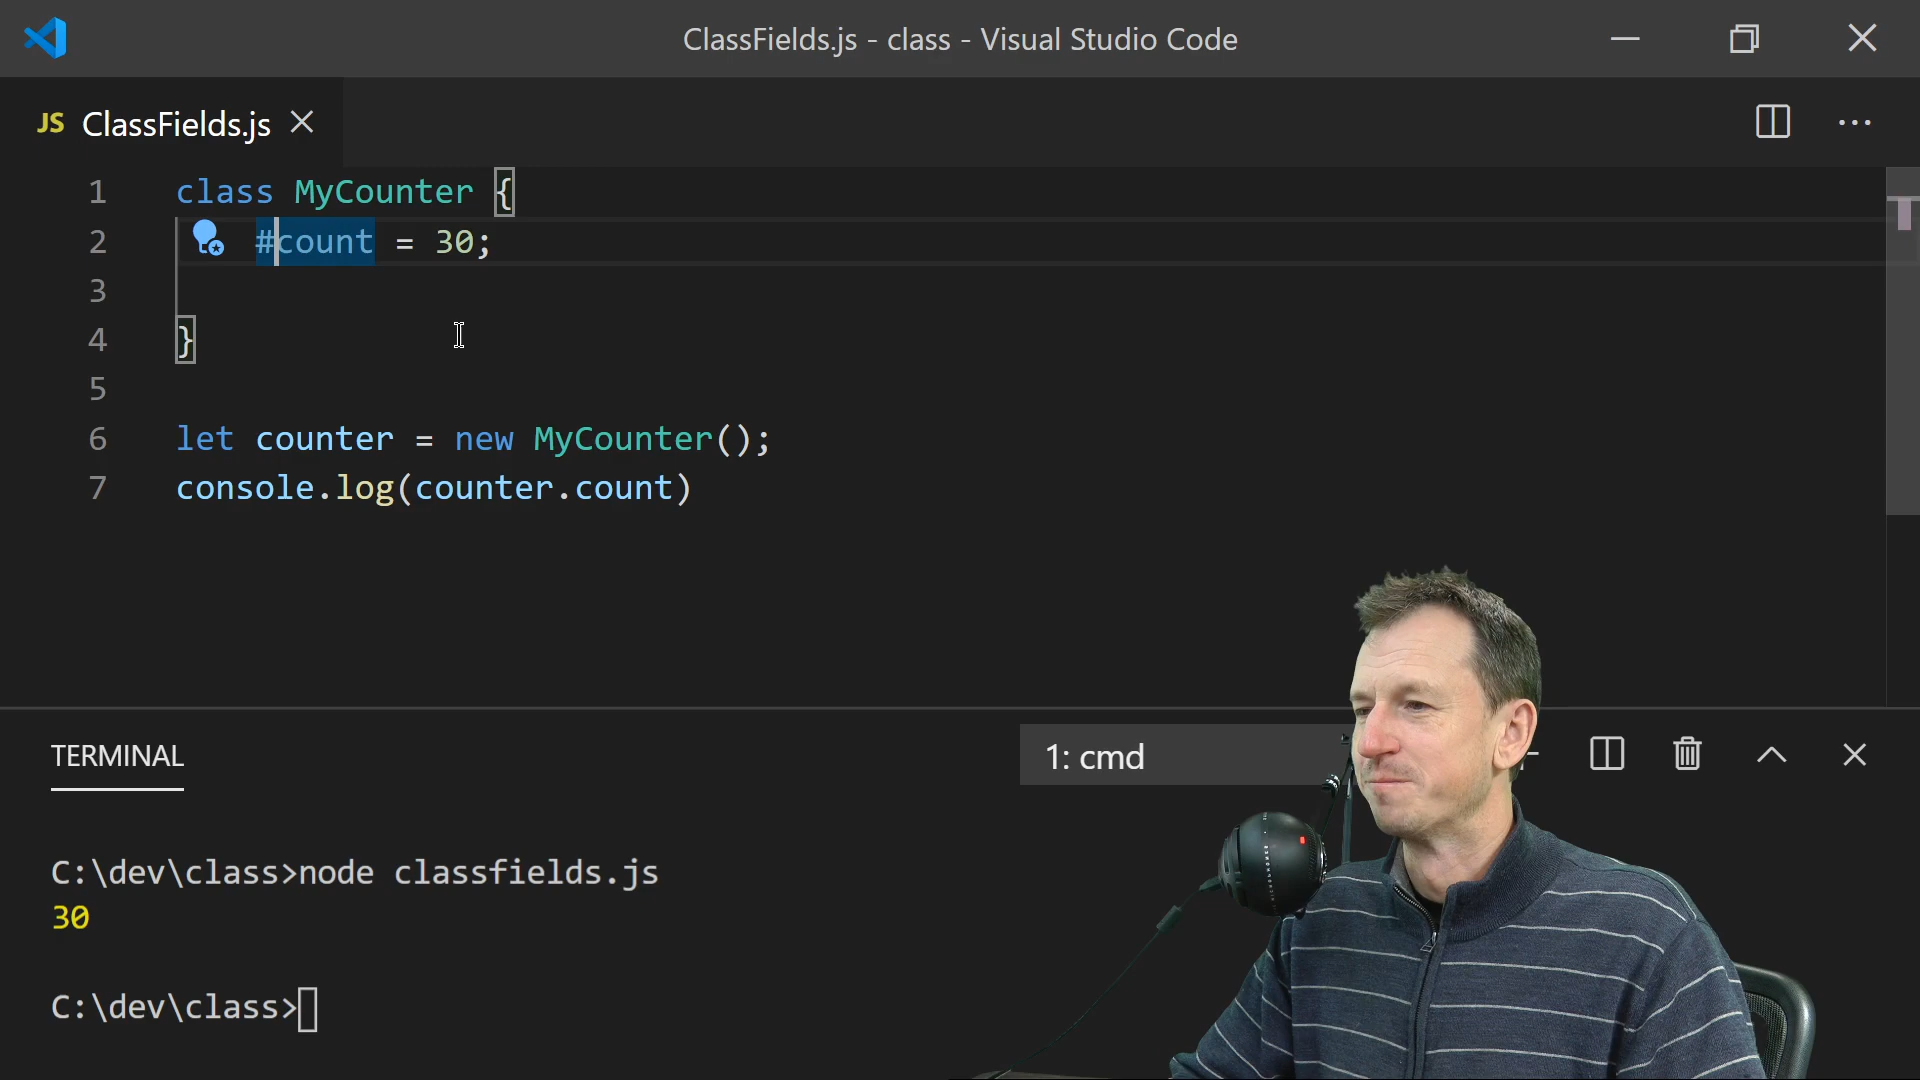 ClassFields.js - class - Visual Studio Code
JS ClassFields.js
1 class MyCounter {
2 #count = 30;
3
4 }
5
6 let counter = new MyCounter();
7 console.log(counter.count)
TERMINAL
1: cmd
C:\dev\class>node classfields.js
30
C:\dev\class>